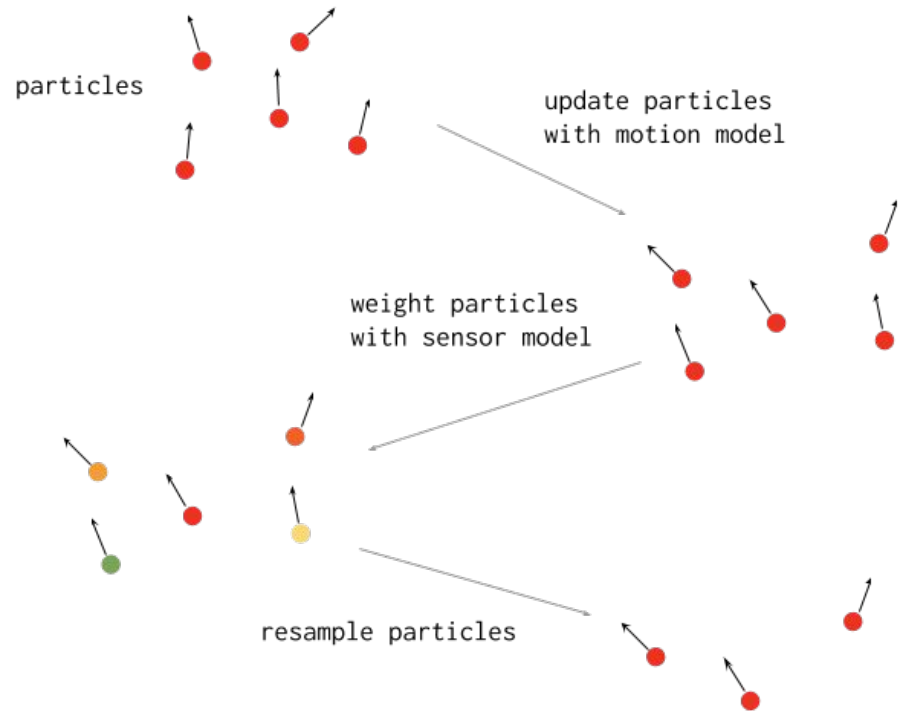 particles
update particles
with motion model
weight particles
with sensor model
resample particles